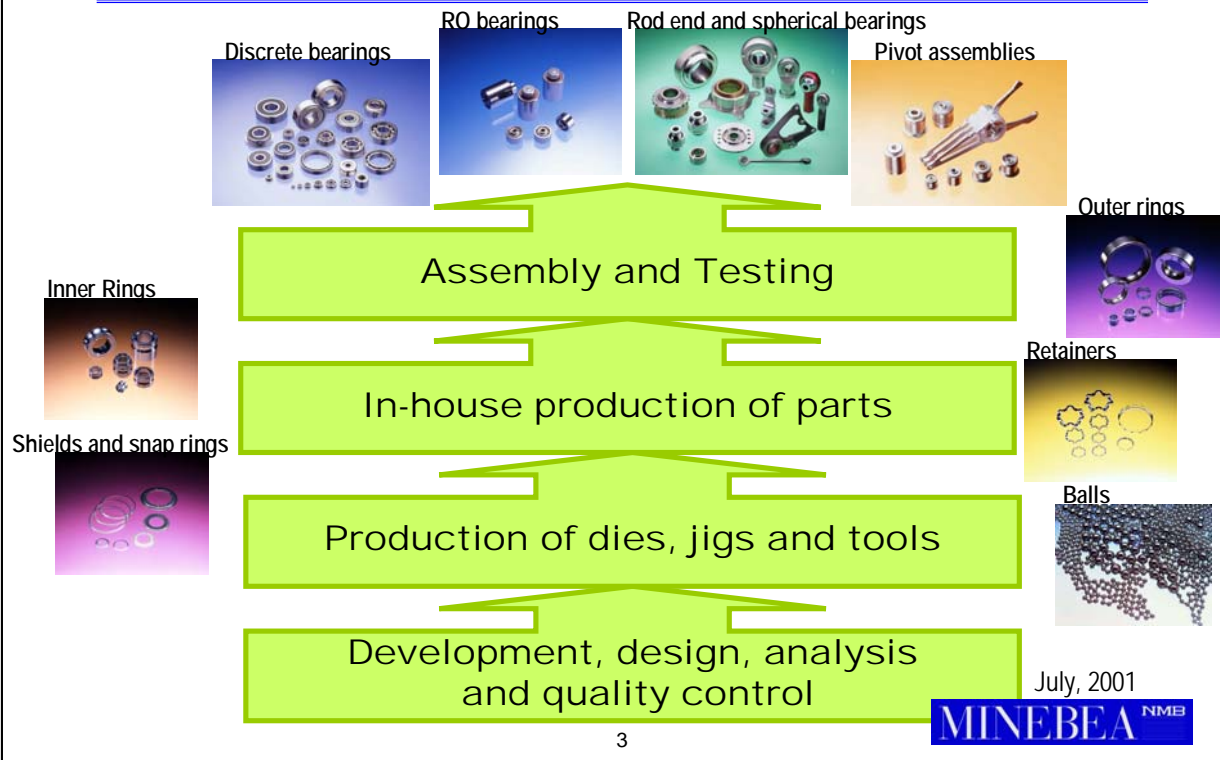 RO bearings
Rod end and spherical bearings
Discrete bearings
Pivot assemblies
Outer rings
Assembly and Testing
Inner Rings
Retainers
In-house production of parts
Shields and snap rings
Balls
Production of dies, jigs and tools
Development, design, analysis
and quality control
July, 2001
MINEBEA NMB
3